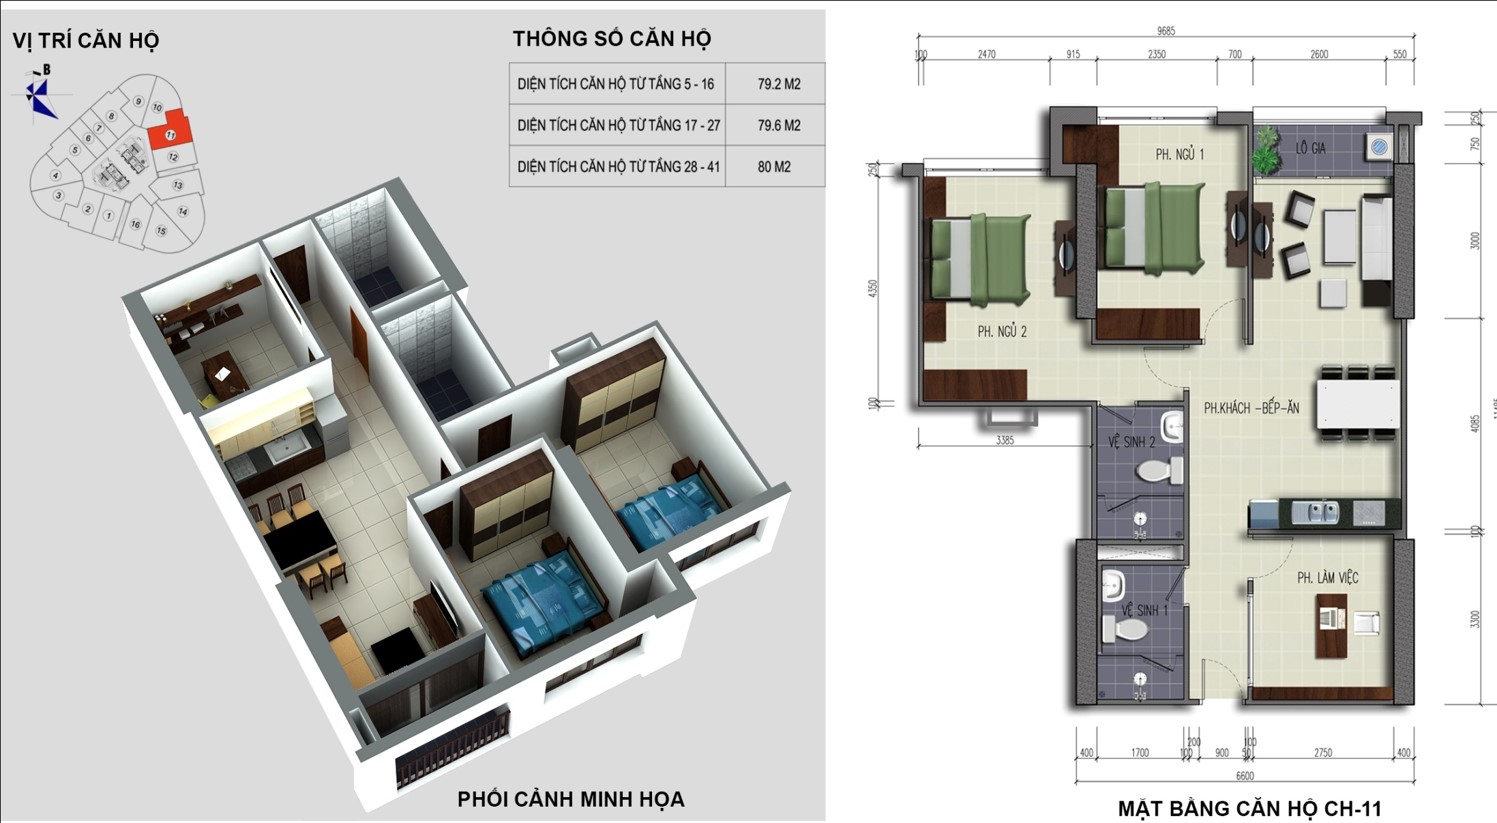 VỊ TRÍ CĂN HỘ
B
1
2
3
4
5
6
7
8
9
10
11
12
13
14
15
16
THÔNG SỐ CĂN HỘ
DIỆN TÍCH CĂN HỘ TỪ TẦNG 5 - 16 79.2 M2
DIỆN TÍCH CĂN HỘ TỪ TẦNG 17 - 27 79.6 M2
DIỆN TÍCH CĂN HỘ TỪ TẦNG 28 - 41 80 M2
PHỐI CẢNH MINH HỌA
9685
100 2470 915 2350 700 2600 550
250
750
3000
4085
100
3300
250
4350
100
3385
PH. NGỦ 1
LÔ GIA
PH. NGỦ 2
PH.KHÁCH -BẾP-ĂN
VỆ SINH 2
PH. LÀM VIỆC
VỆ SINH 1
400 1700 100 200 900 50 100 2750 400
6600
MẶT BẰNG CĂN HỘ CH-11